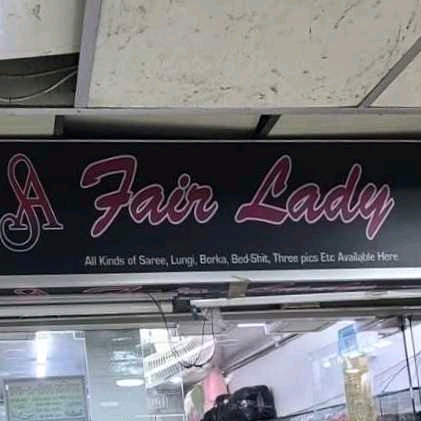 A Fair Lady
All Kinds of Saree, Lungi, Borka, Bed-Shit, Three pics Etc Available Here